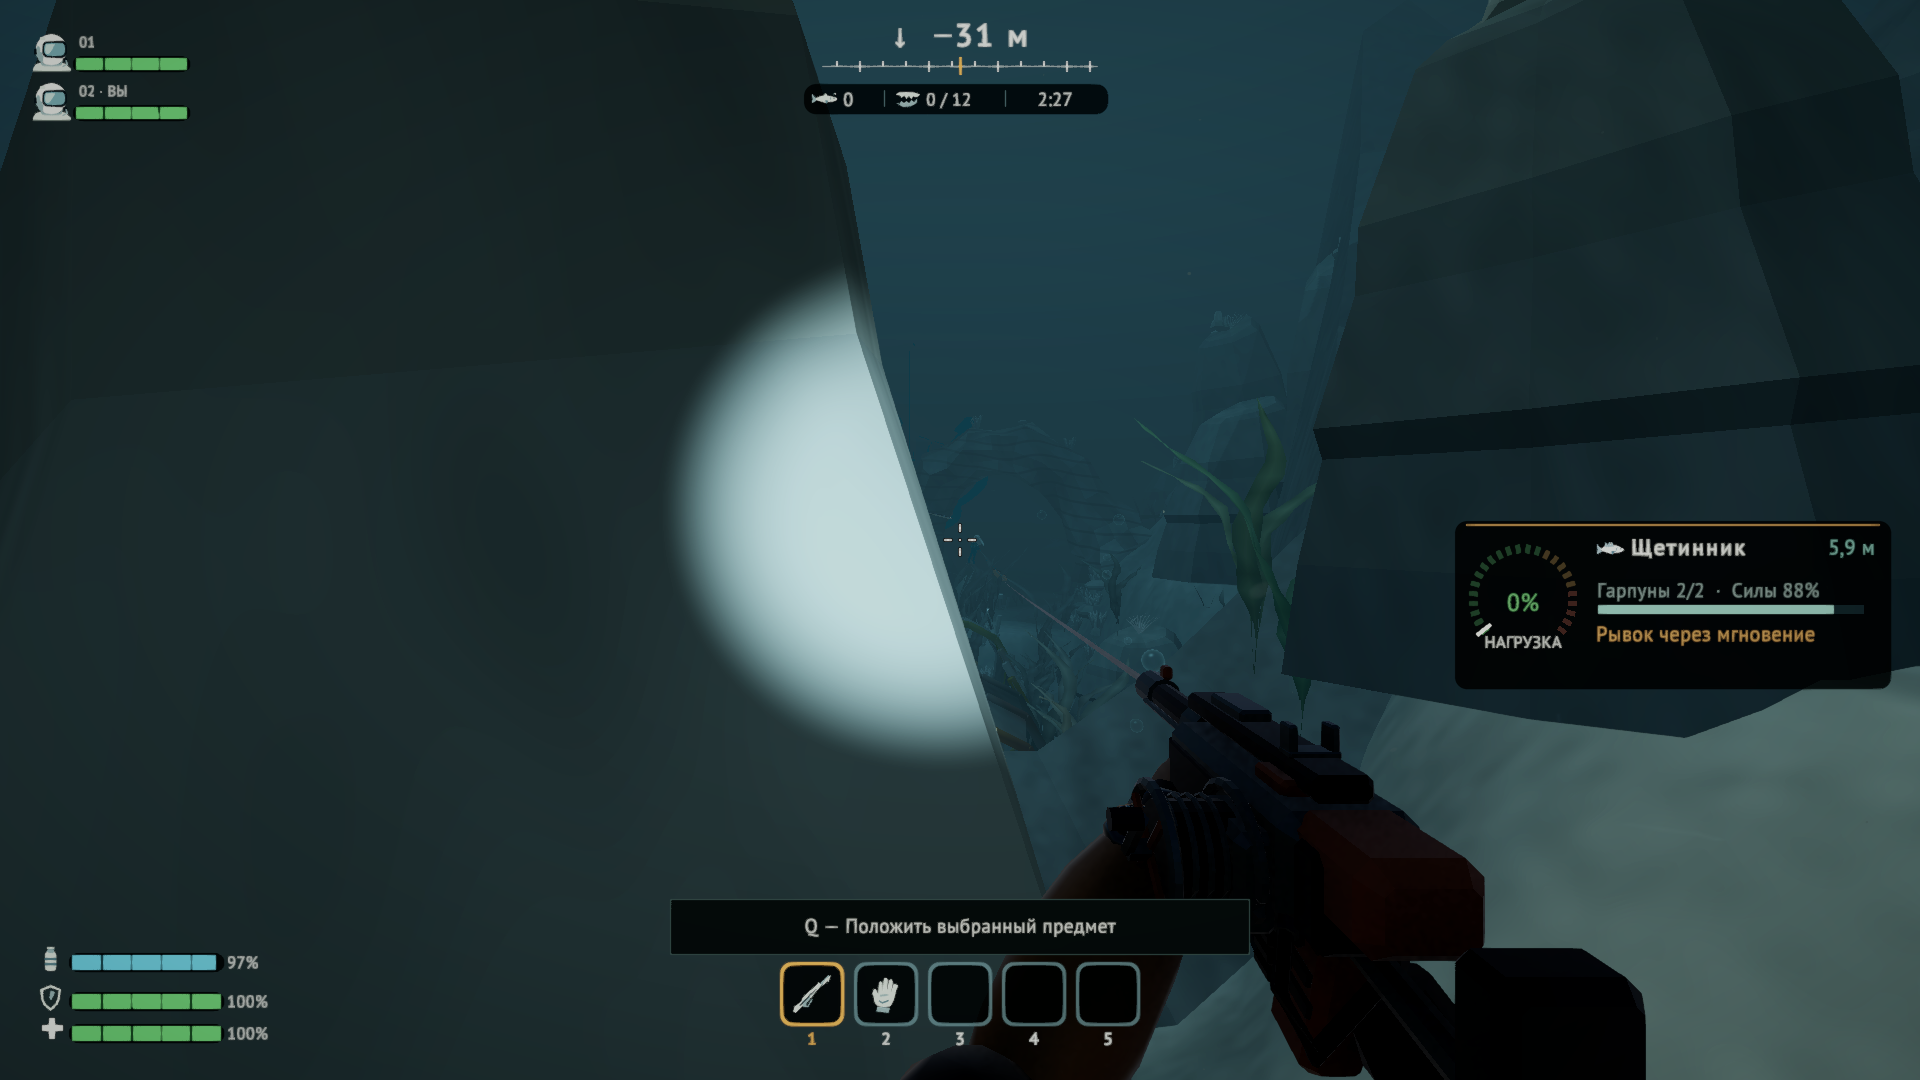 01
02 · ВЫ
↓ −31 м
0 | 0 / 12 | 2:27
Щетинник 5,9 м
Гарпуны 2/2 · Силы 88%
0%
Рывок через мгновение
НАГРУЗКА
Q — Положить выбранный предмет
97%
100%
100%
1 2 3 4 5